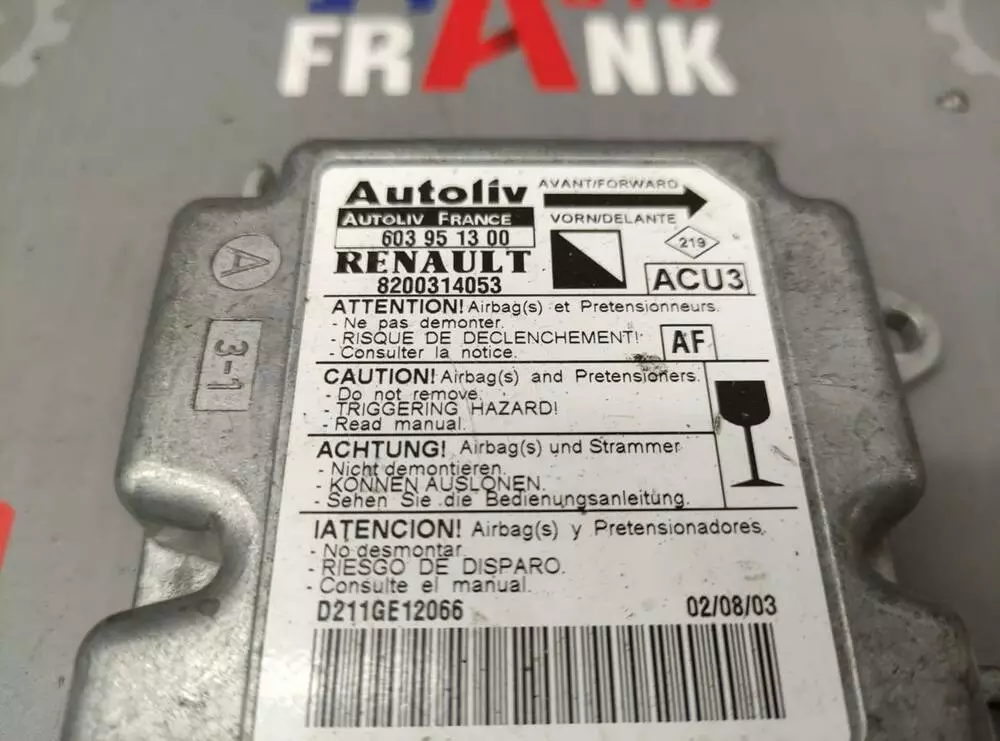 AUTO
FRANK
Autoliv
AVANT/FORWARD
AUTOLIV FRANCE
VORN/DELANTE
603 95 13 00
219
RENAULT
ACU3
8200314053
ATTENTION! Airbag(s) et Pretensionneurs.
- Ne pas demonter.
- RISQUE DE DECLENCHEMENT!
AF
- Consulter la notice.
CAUTION! Airbag(s) and Pretensioners.
- Do not remove.
- TRIGGERING HAZARD!
- Read manual.
ACHTUNG! Airbag(s) und Strammer
- Nicht demontieren.
- KONNEN AUSLONEN.
- Sehen Sie die Bedienungsanleitung.
IATENCION! Airbag(s) y Pretensionadores.
- No desmontar.
- RIESGO DE DISPARO.
- Consulte el manual.
D211GE12066
02/08/03
A
3-1